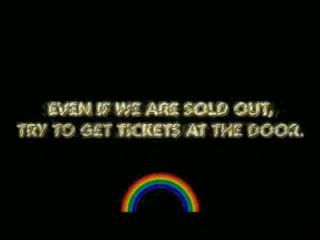 EVEN IF WE ARE SOLD OUT,
TRY TO GET TICKETS AT THE DOOR.